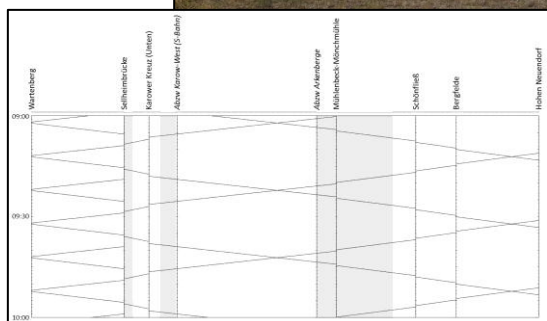 Wartenberg
Sellheimbrücke
Karower Kreuz (Unten)
Abzw Karow-West (S-Bahn)
Abzw Arkenberge
Mühlenbeck-Mönchmühle
Schönfließ
Bergfelde
Hohen Neuendorf
09:00
09:30
10:00